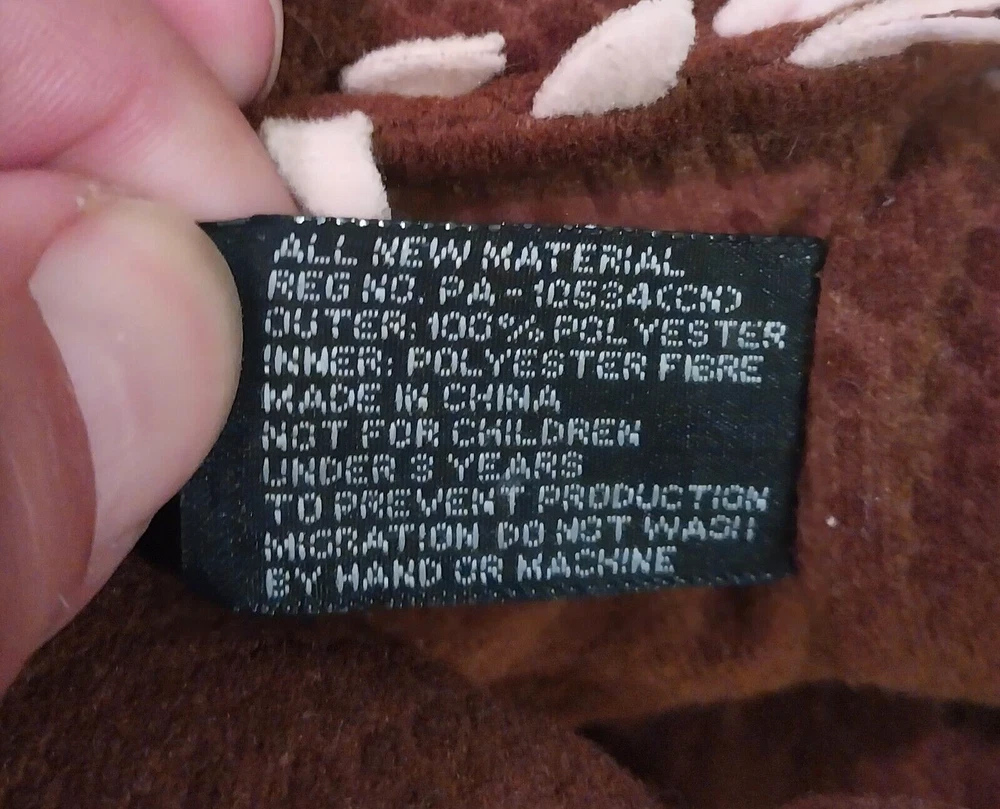 ALL NEW MATERIAL
REG NO. PA-10534(CN)
OUTER: 100% POLYESTER
INNER: POLYESTER FIBRE
MADE IN CHINA
NOT FOR CHILDREN
UNDER 3 YEARS
TO PREVENT PRODUCTION
MIGRATION DO NOT WASH
BY HAND OR MACHINE